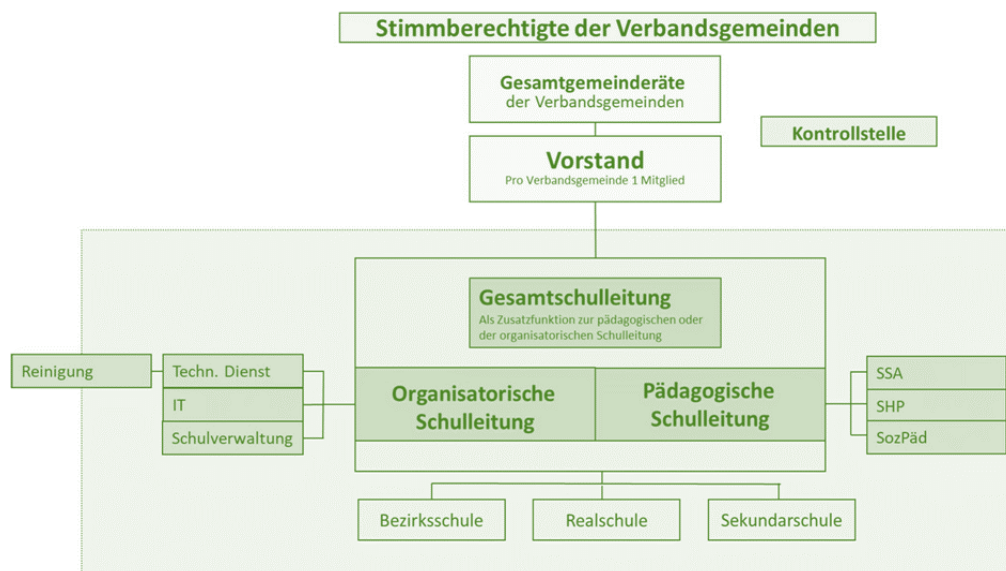 Stimmberechtigte der Verbandsgemeinden
Gesamtgemeinderäte
der Verbandsgemeinden
Kontrollstelle
Vorstand
Pro Verbandsgemeinde 1 Mitglied
Gesamtschulleitung
Als Zusatzfunktion zur pädagogischen oder
der organisatorischen Schulleitung
Reinigung
Techn. Dienst
IT
Schulverwaltung
Organisatorische
Schulleitung
Pädagogische
Schulleitung
SSA
SHP
SozPäd
Bezirksschule
Realschule
Sekundarschule